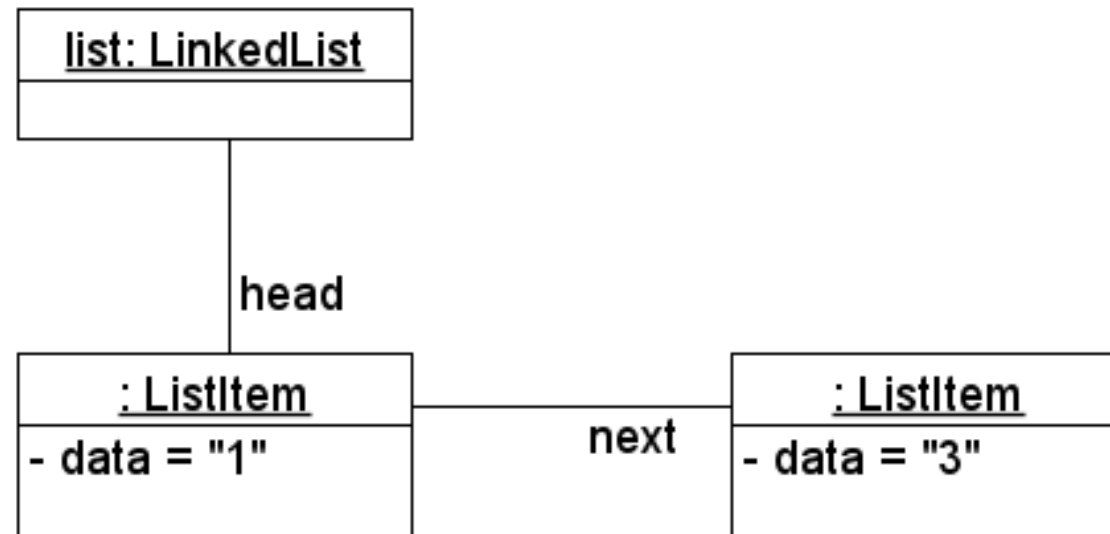 list: LinkedList
head
: ListItem
- data = "1"
next
: ListItem
- data = "3"